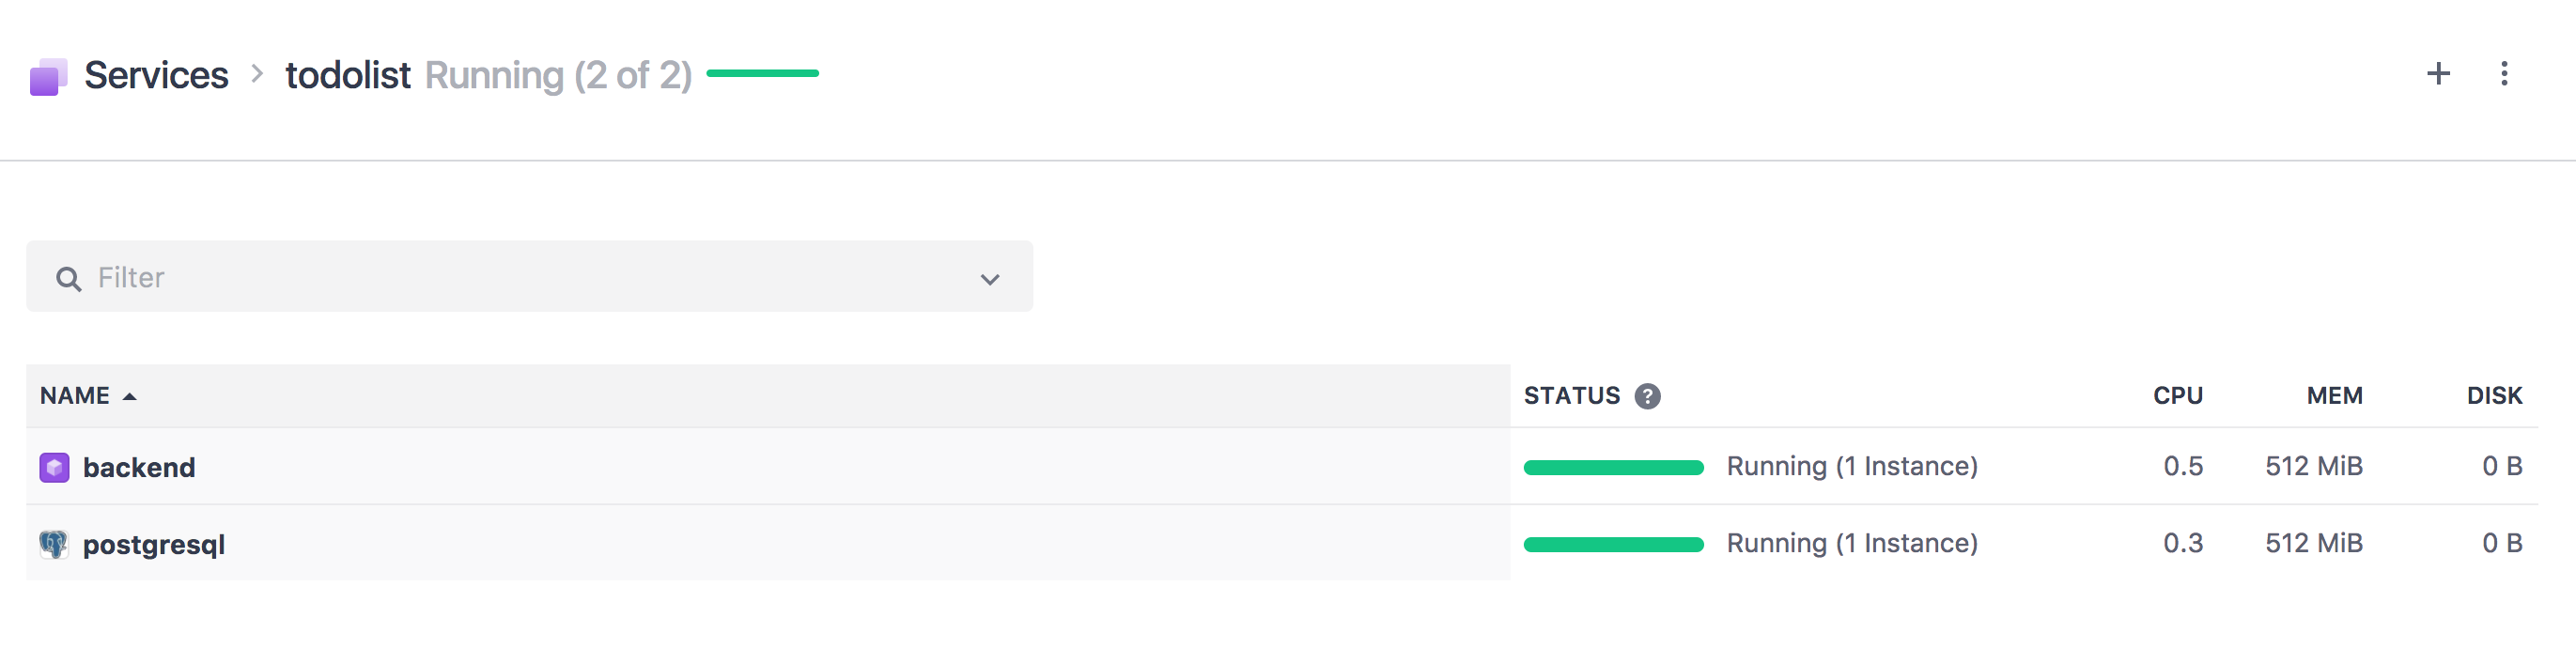 Services > todolist Running (2 of 2)
Filter
NAME STATUS ? CPU MEM DISK
backend Running (1 Instance) 0.5 512 MiB 0 B
postgresql Running (1 Instance) 0.3 512 MiB 0 B